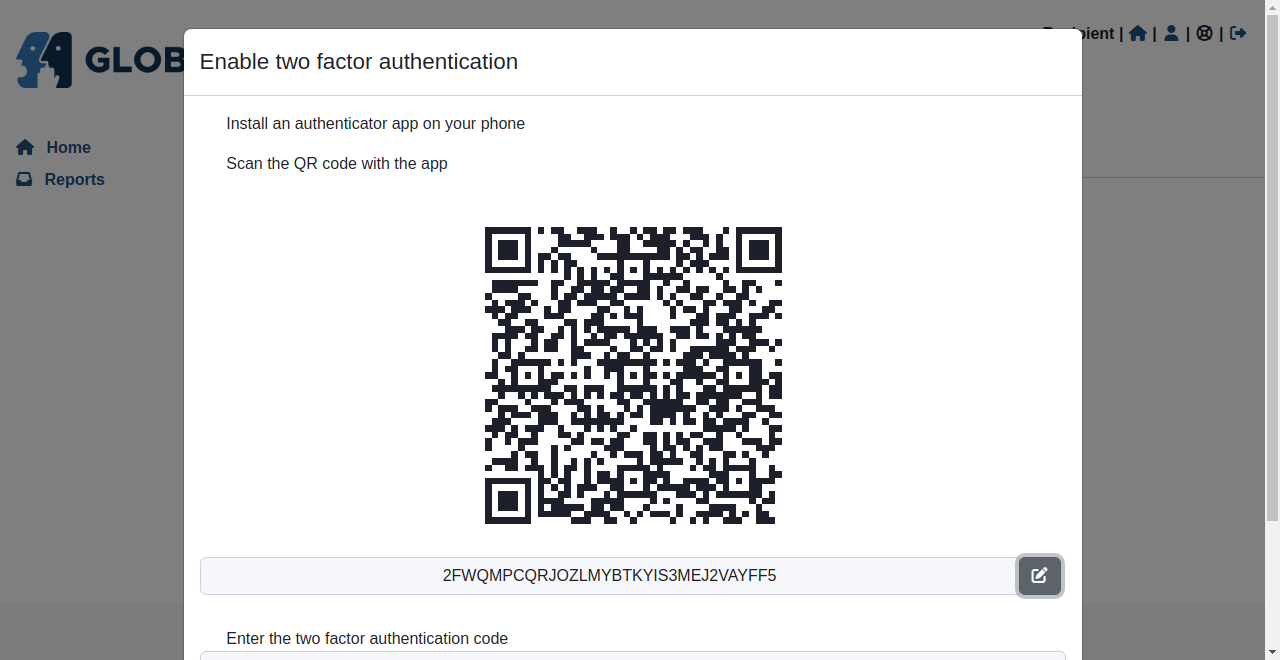 GLOB
ient | | | |
Enable two factor authentication
Install an authenticator app on your phone
Home
Scan the QR code with the app
Reports
2FWQMPCQRJOZLMYBTKYIS3MEJ2VAYFF5
Enter the two factor authentication code